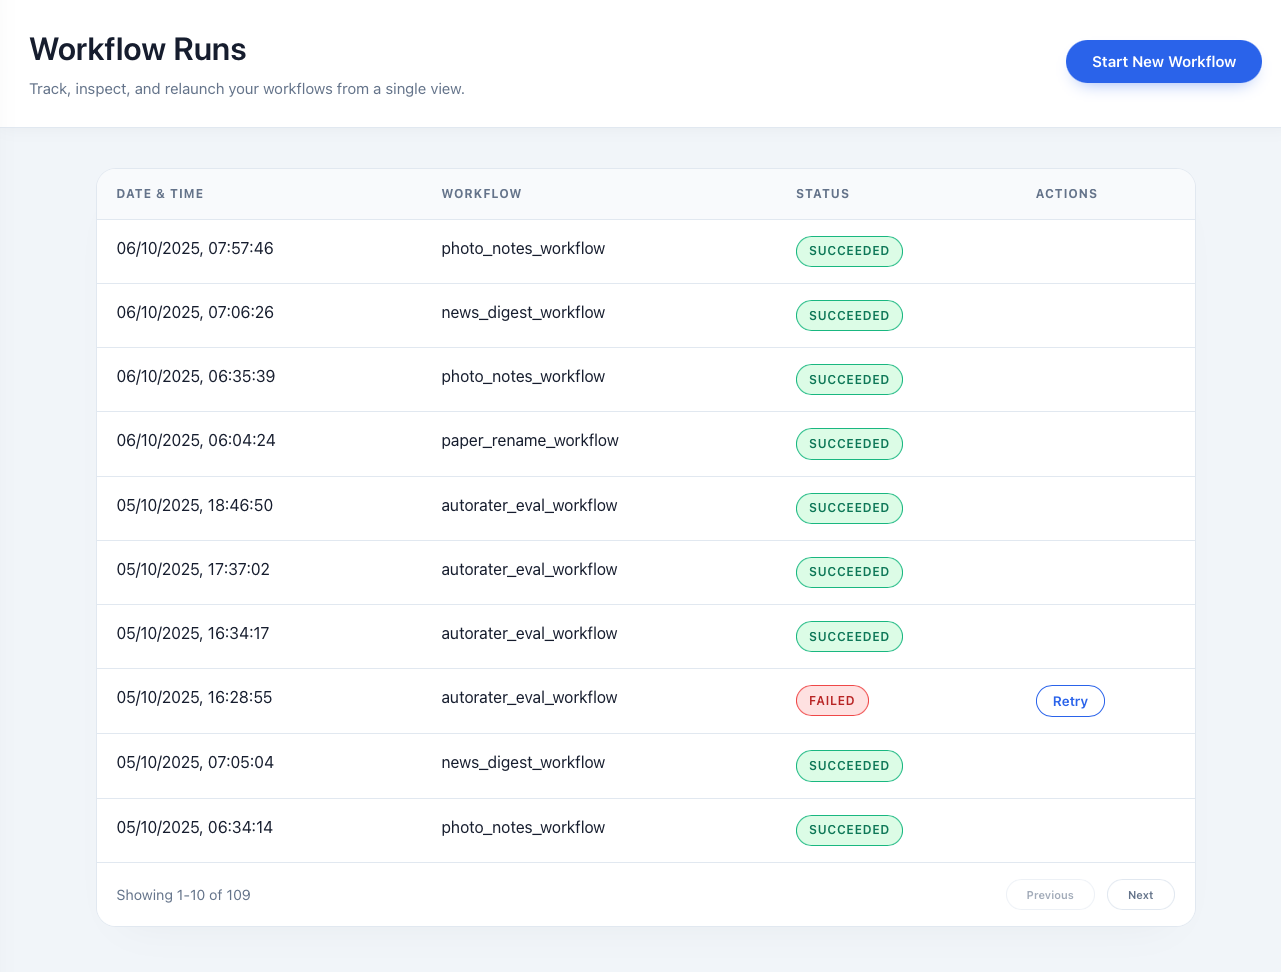 Workflow Runs
Start New Workflow
Track, inspect, and relaunch your workflows from a single view.
DATE & TIME WORKFLOW STATUS ACTIONS
06/10/2025, 07:57:46 photo_notes_workflow SUCCEEDED
06/10/2025, 07:06:26 news_digest_workflow SUCCEEDED
06/10/2025, 06:35:39 photo_notes_workflow SUCCEEDED
06/10/2025, 06:04:24 paper_rename_workflow SUCCEEDED
05/10/2025, 18:46:50 autorater_eval_workflow SUCCEEDED
05/10/2025, 17:37:02 autorater_eval_workflow SUCCEEDED
05/10/2025, 16:34:17 autorater_eval_workflow SUCCEEDED
05/10/2025, 16:28:55 autorater_eval_workflow FAILED Retry
05/10/2025, 07:05:04 news_digest_workflow SUCCEEDED
05/10/2025, 06:34:14 photo_notes_workflow SUCCEEDED
Showing 1-10 of 109 Previous Next